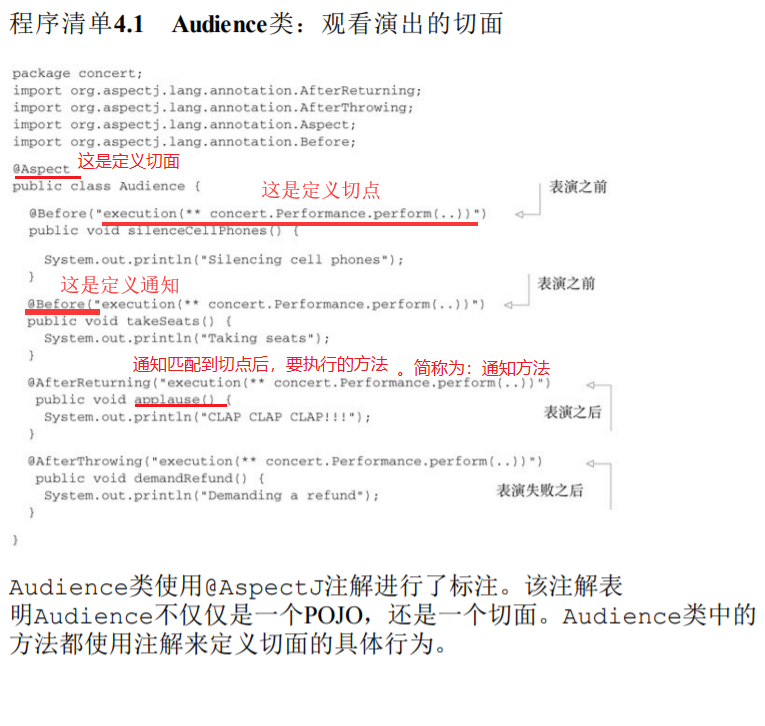 程序清单4.1 Audience类：观看演出的切面
package concert;
import org.aspectj.lang.annotation.AfterReturning;
import org.aspectj.lang.annotation.AfterThrowing;
import org.aspectj.lang.annotation.Aspect;
import org.aspectj.lang.annotation.Before;
@Aspect 这是定义切面
public class Audience {
这是定义切点
表演之前
@Before("execution(** concert.Performance.perform(..))")
public void silenceCellPhones() {
System.out.println("Silencing cell phones");
}
这是定义通知
表演之前
@Before("execution(** concert.Performance.perform(..))")
public void takeSeats() {
System.out.println("Taking seats");
}
通知匹配到切点后，要执行的方法 。简称为：通知方法
@AfterReturning("execution(** concert.Performance.perform(..))")
public void applause() {
表演之后
System.out.println("CLAP CLAP CLAP!!!");
}
@AfterThrowing("execution(** concert.Performance.perform(..))")
public void demandRefund() {
表演失败之后
System.out.println("Demanding a refund");
}
}
Audience类使用@AspectJ注解进行了标注。该注解表
明Audience不仅仅是一个POJO，还是一个切面。Audience类中的
方法都使用注解来定义切面的具体行为。